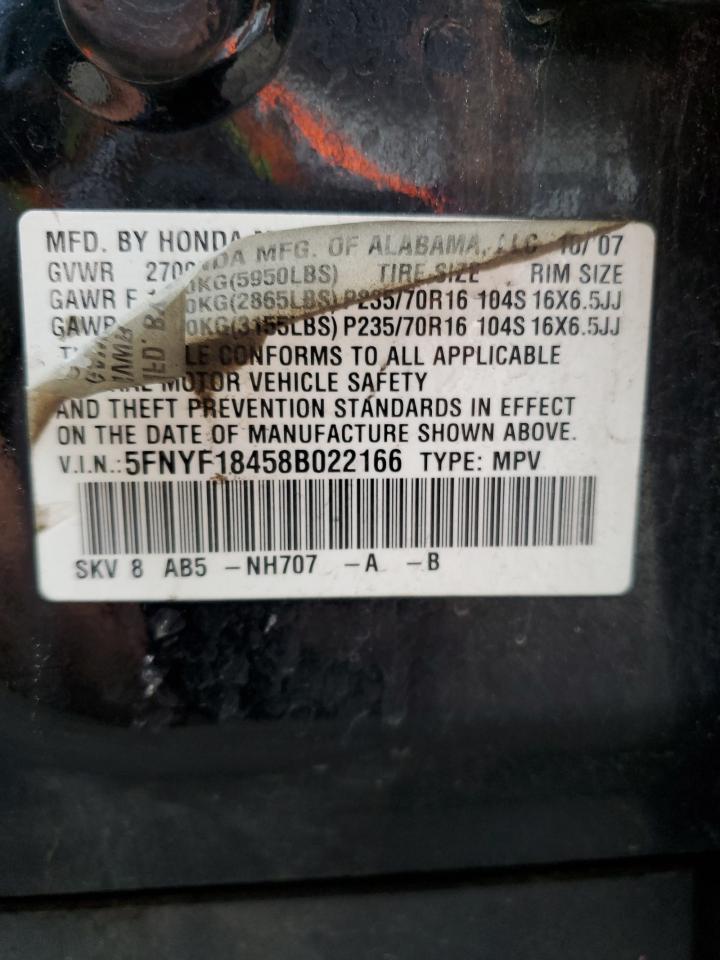 MFD. BY HONDA MFG. OF ALABAMA, LLC 10/07
GVWR KG(5950LBS) TIRE SIZE RIM SIZE
GAWR F KG(2865LBS) P235/70R16 104S 16X6.5JJ
GAWR KG(3155LBS) P235/70R16 104S 16X6.5JJ
CONFORMS TO ALL APPLICABLE
MOTOR VEHICLE SAFETY
AND THEFT PREVENTION STANDARDS IN EFFECT
ON THE DATE OF MANUFACTURE SHOWN ABOVE.
V.I.N.: 5FNYF18458B022166 TYPE: MPV
SKV 8 AB5 -NH707 -A -B